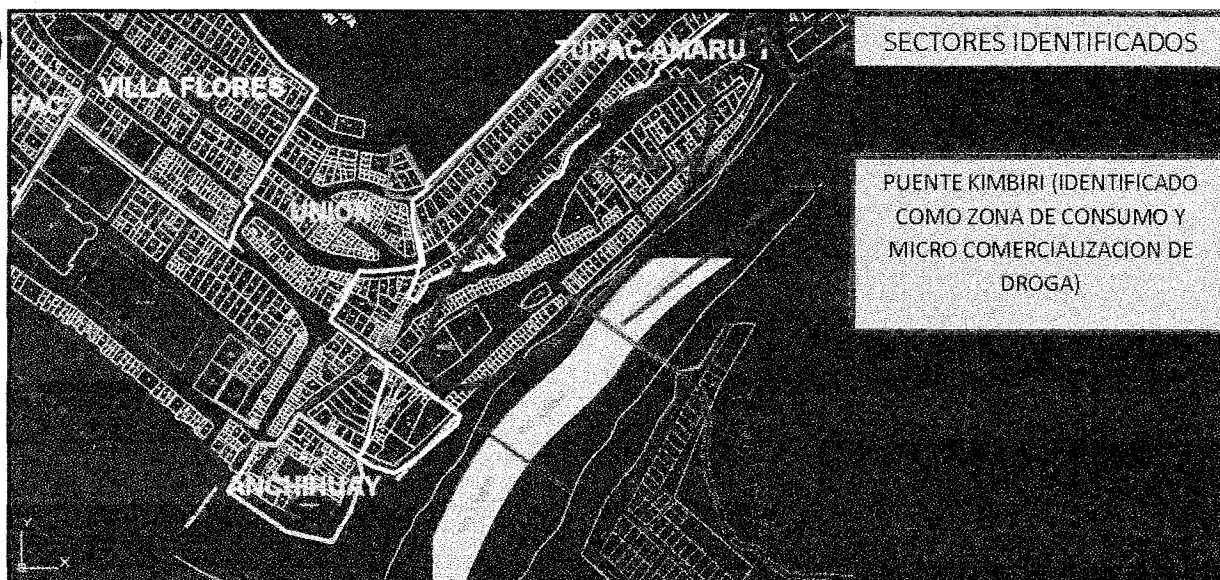 TUPAC AMARU I
VILLA FLORES
PAC
UNION
ANCHIHUAY
Y
X
SECTORES IDENTIFICADOS
PUENTE KIMBIRI (IDENTIFICADO
COMO ZONA DE CONSUMO Y
MICRO COMERCIALIZACION DE
DROGA)